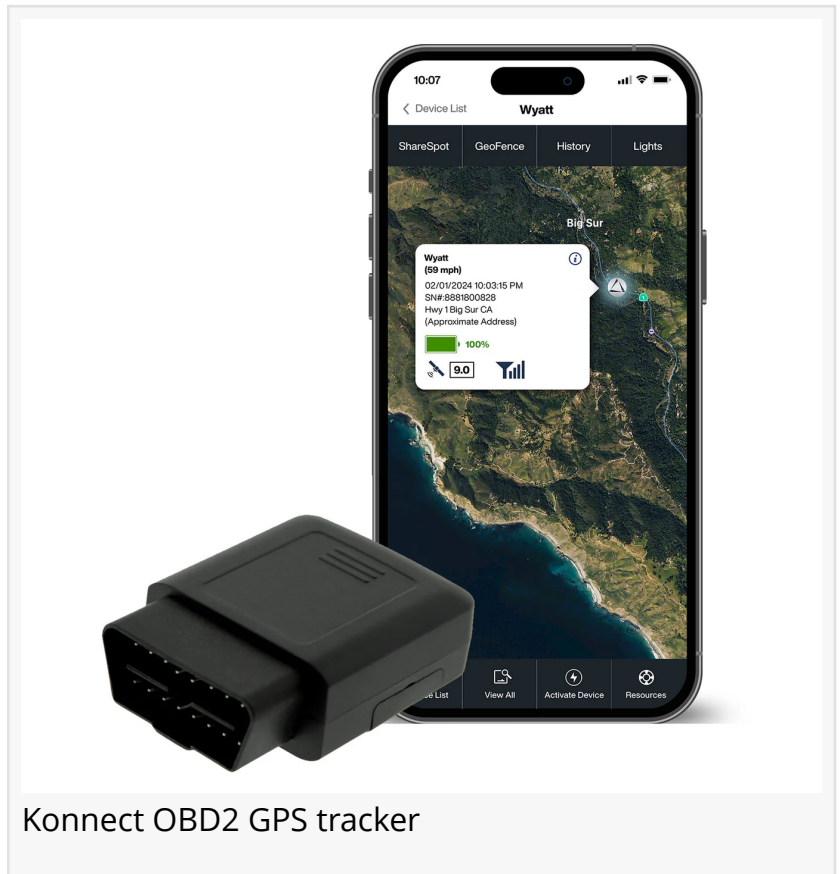 10:07
Device List
Wyatt
ShareSpot
GeoFence
History
Lights
Big Sur
Wyatt
(59 mph)
02/01/2024 10:03:15 PM
SN#:8881800828
Hwy 1 Big Sur CA
(Approximate Address)
100%
9.0
1
List
View All
Activate Device
Resources
Konnect OBD2 GPS tracker